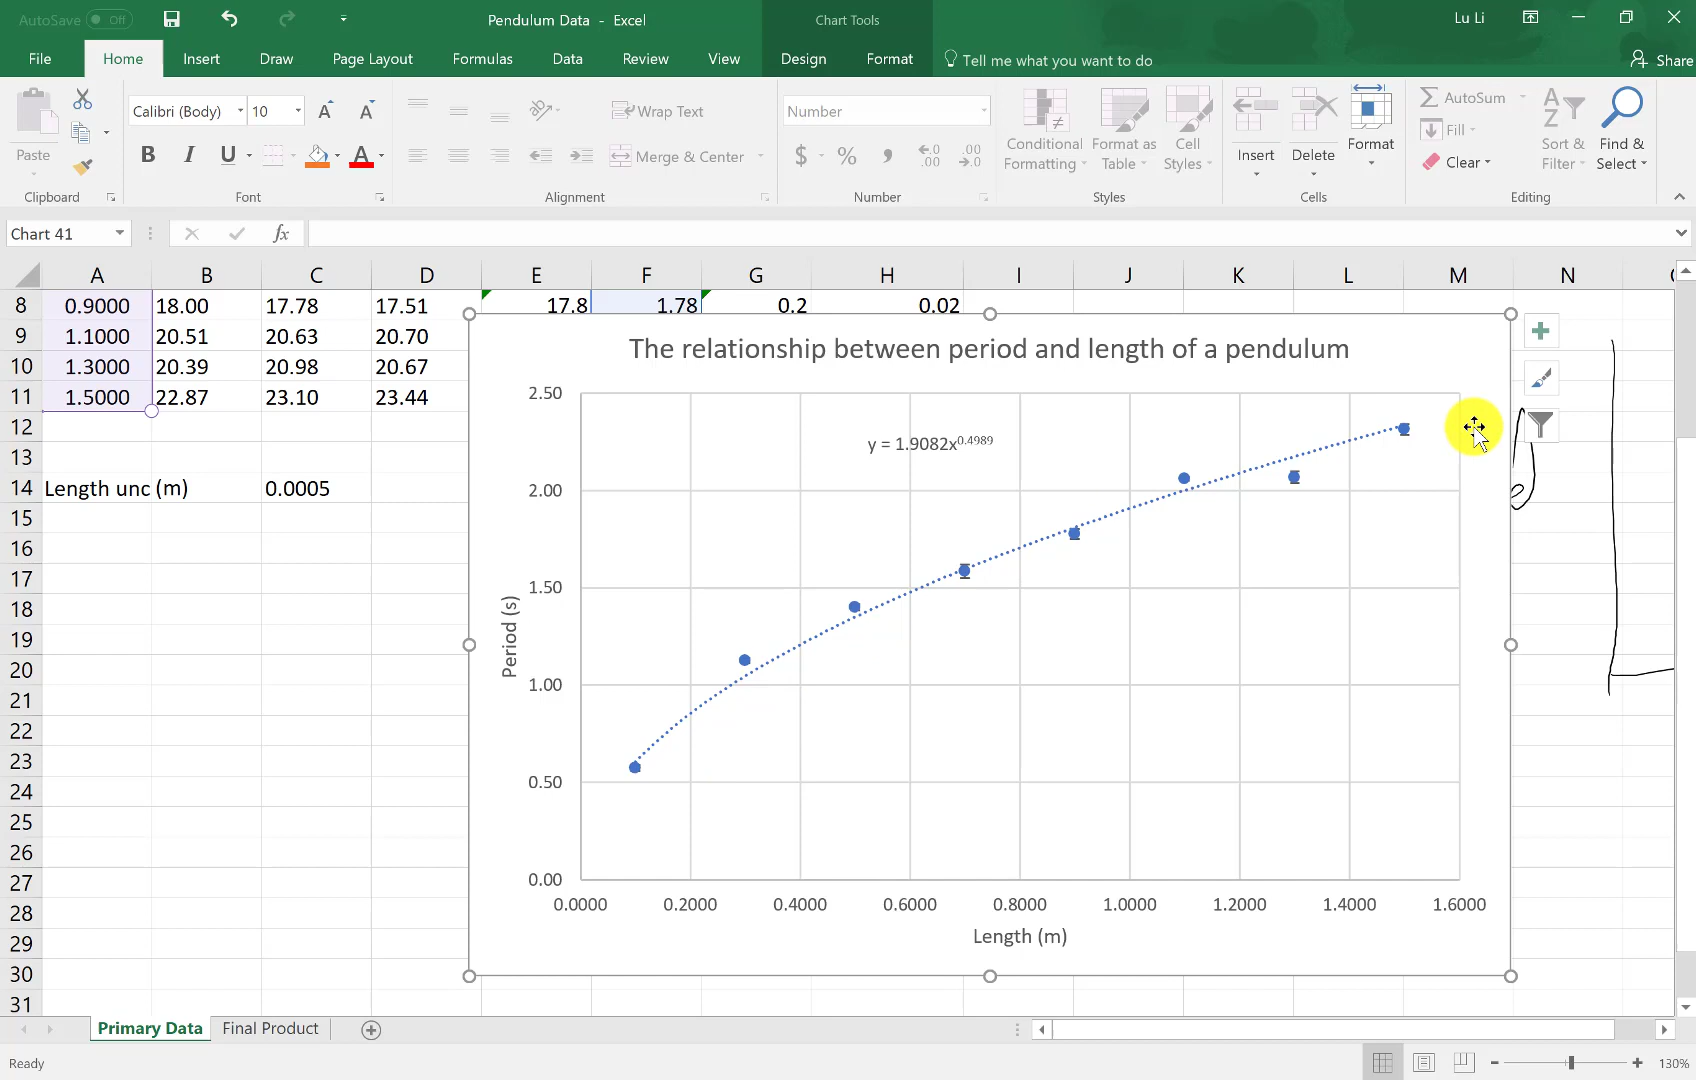 AutoSave Off
Pendulum Data - Excel
Chart Tools
Lu Li
File Home Insert Draw Page Layout Formulas Data Review View Design Format Tell me what you want to do Share
Calibri (Body) 10 Wrap Text Number AutoSum
Paste B I U Merge & Center $ % , .00 .0 Conditional Formatting Format as Table Cell Styles Insert Delete Format Fill Clear Sort & Filter Find & Select
Clipboard Font Alignment Number Styles Cells Editing
Chart 41 fx
A B C D E F G H I J K L M N
8 0.9000 18.00 17.78 17.51 17.8 1.78 0.2 0.02
9 1.1000 20.51 20.63 20.70
10 1.3000 20.39 20.98 20.67
11 1.5000 22.87 23.10 23.44
12
13
14 Length unc (m) 0.0005
15
16
17
18
19
20
21
22
23
24
25
26
27
28
29
30
31
The relationship between period and length of a pendulum
y = 1.9082x^0.4989
2.50
2.00
1.50
1.00
0.50
0.00
Period (s)
0.0000 0.2000 0.4000 0.6000 0.8000 1.0000 1.2000 1.4000 1.6000
Length (m)
Primary Data Final Product
Ready
130%